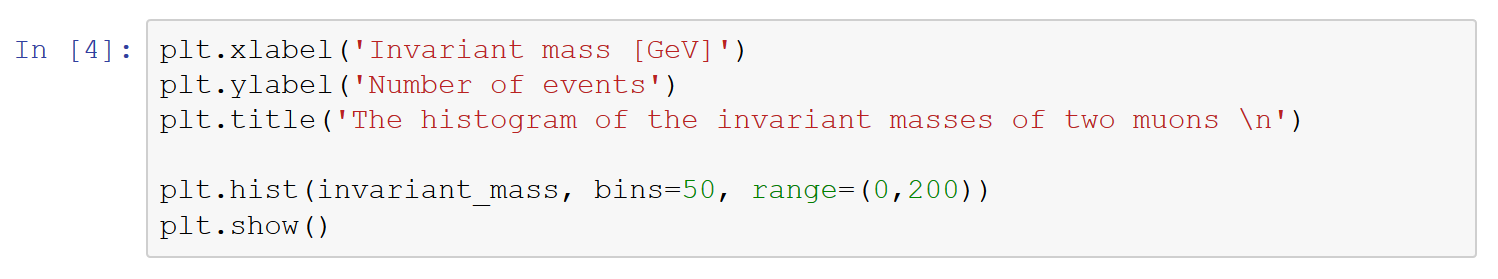 In [4]: plt.xlabel('Invariant mass [GeV]')
plt.ylabel('Number of events')
plt.title('The histogram of the invariant masses of two muons \n')
plt.hist(invariant_mass, bins=50, range=(0,200))
plt.show()